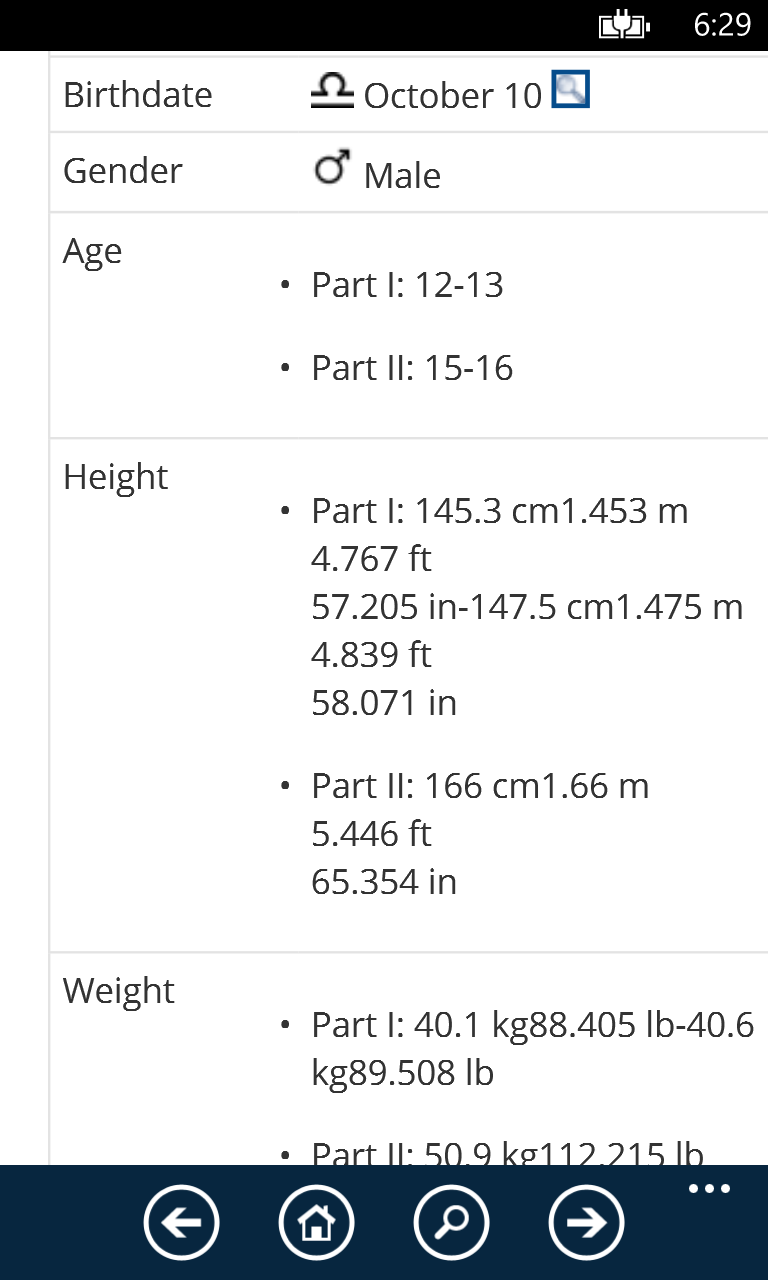 6:29
Birthdate ♎ October 10
Gender ♂ Male
Age
• Part I: 12-13
• Part II: 15-16
Height
• Part I: 145.3 cm1.453 m
4.767 ft
57.205 in-147.5 cm1.475 m
4.839 ft
58.071 in
• Part II: 166 cm1.66 m
5.446 ft
65.354 in
Weight
• Part I: 40.1 kg88.405 lb-40.6
kg89.508 lb
• Part II: 50.9 kg112.215 lb